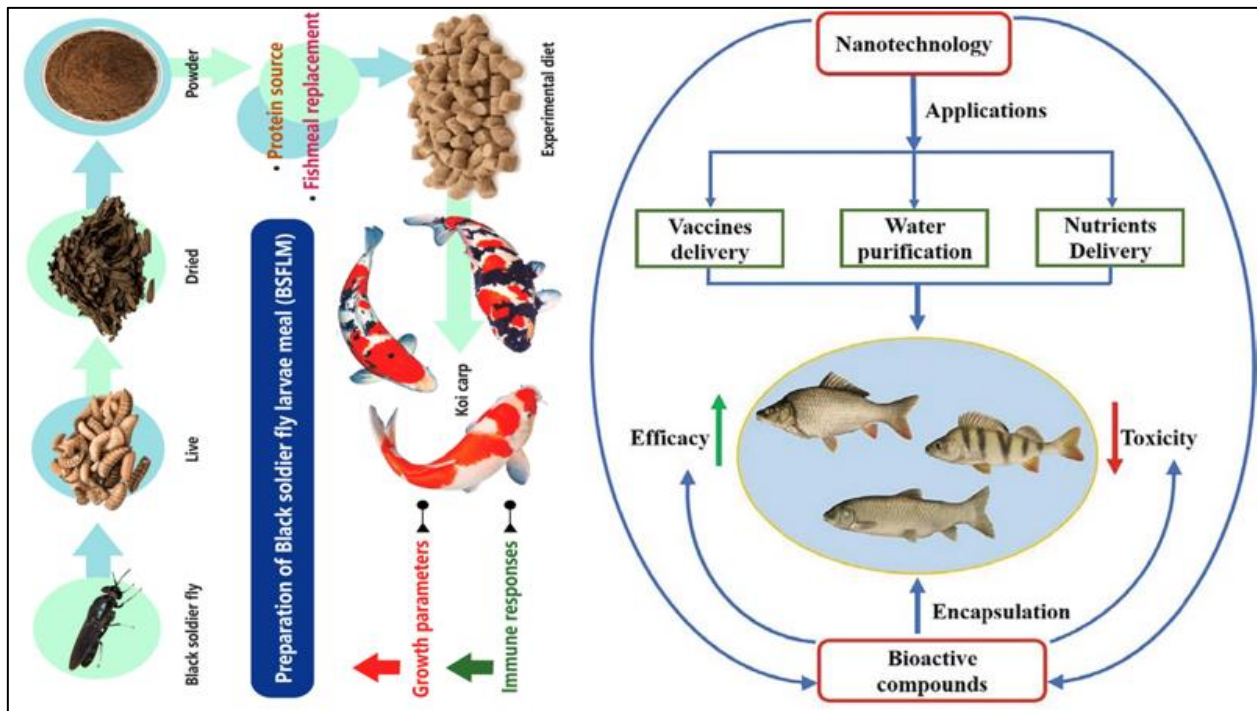 Black soldier fly
Live
Dried
Powder
• Protein source
• Fishmeal replacement
Experimental diet
Preparation of Black soldier fly larvae meal (BSFLM)
Koi carp
Growth parameters
Immune responses
Nanotechnology
Applications
Vaccines
delivery
Water
purification
Nutrients
Delivery
Efficacy
Toxicity
Encapsulation
Bioactive
compounds